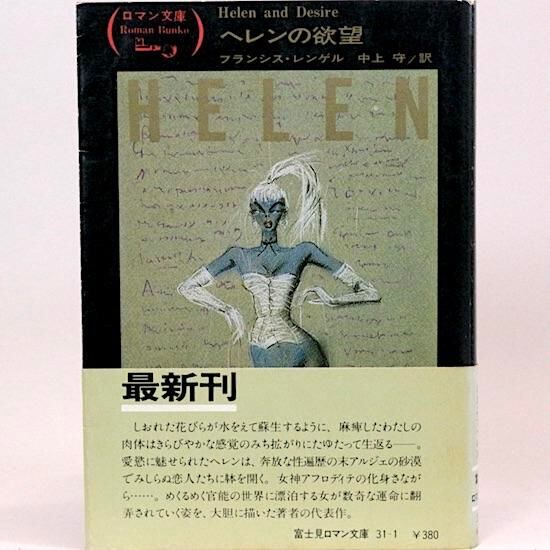 ロマン文庫
Roman Bunko
Helen and Desire
ヘレンの欲望
フランシス・レンゲル 中上 守/訳
HELEN
最新刊
しおれた花びらが水をえて蘇生するように、麻痺したわたしの
肉体はきらびやかな感覚のみち拡がりにたゆたって生返る——。
愛慾に魅せられたヘレンは、奔放な性遍歴の末アルジェの砂漠
でみしらぬ恋人たちに躰を開く。女神アフロディテの化身さなが
ら……。めくるめく官能の世界に漂泊する女が数奇な運命に翻
弄されていく姿を、大胆に描いた著者の代表作。
富士見ロマン文庫 31-1 ￥380